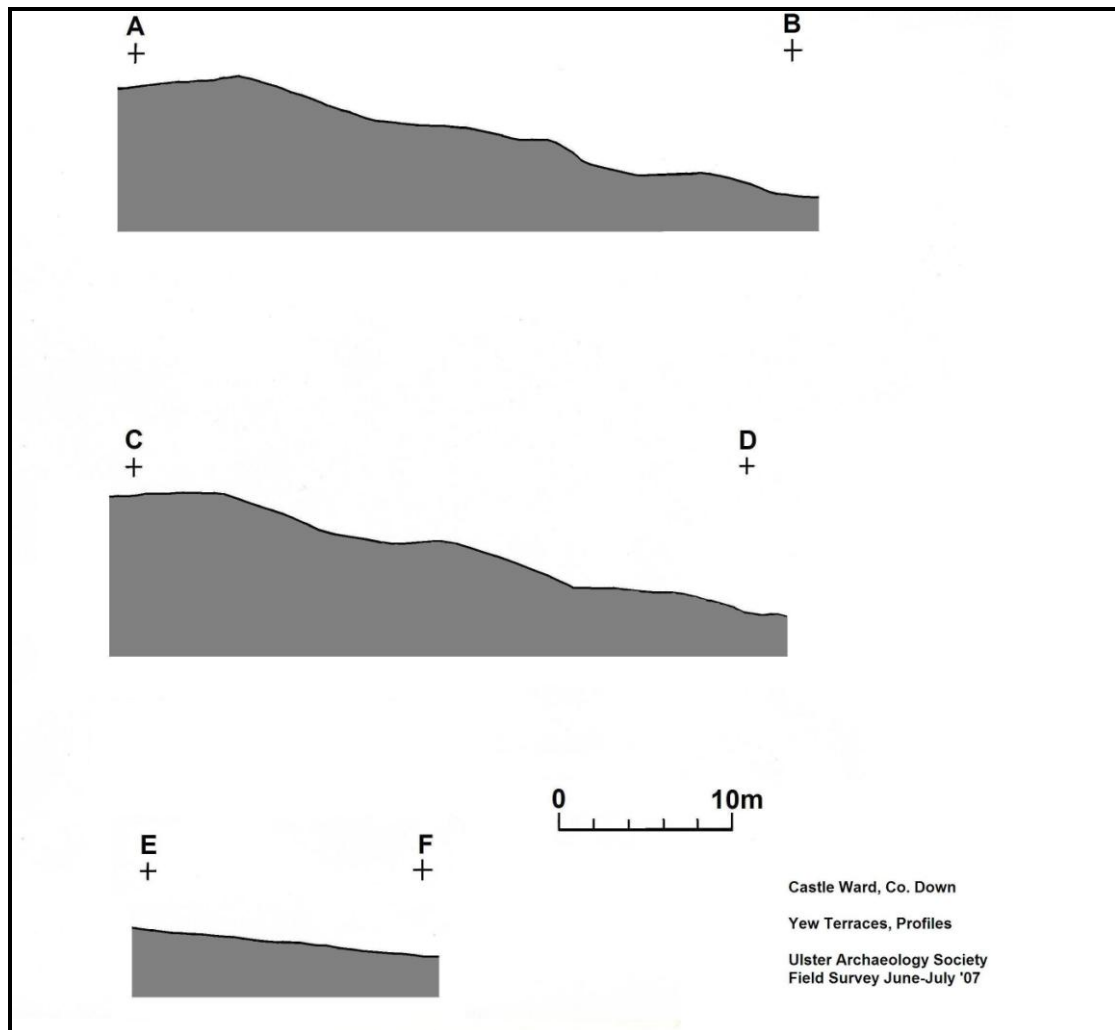 A B
C D
0 10m
E F
Castle Ward, Co. Down
Yew Terraces, Profiles
Ulster Archaeology Society
Field Survey June-July '07